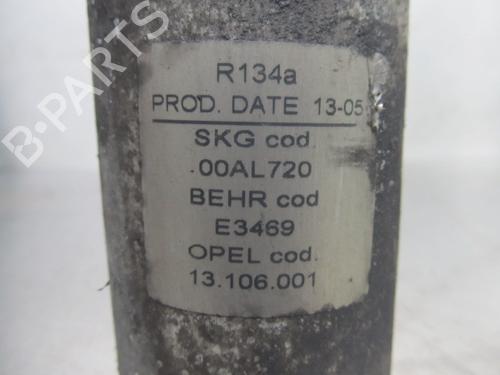 R134a
PROD. DATE 13-05
SKG cod.
00AL720
BEHR cod
E3469
OPEL cod.
13.106.001
B-PARTS